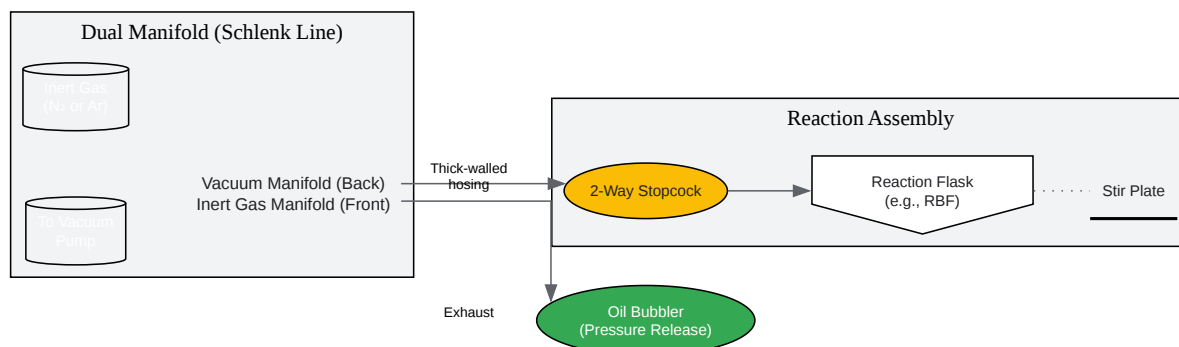 Dual Manifold (Schlenk Line)
Inert Gas
(N₂ or Ar)
Vacuum Manifold (Back)
Inert Gas Manifold (Front)
To Vacuum
Pump
Thick-walled
hosing
Reaction Assembly
2-Way Stopcock
Reaction Flask
(e.g., RBF)
Stir Plate
Exhaust
Oil Bubbler
(Pressure Release)